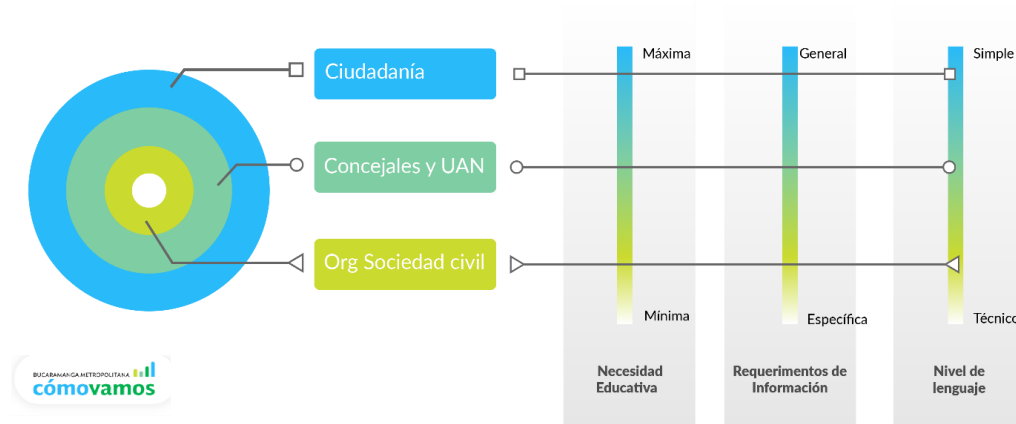 Ciudadanía
Concejales y UAN
Org Sociedad civil
Máxima
General
Simple
Mínima
Específica
Técnico
Necesidad
Educativa
Requerimentos de
Información
Nivel de
lenguaje
BUCARAMANGA METROPOLITANA
cómovamos